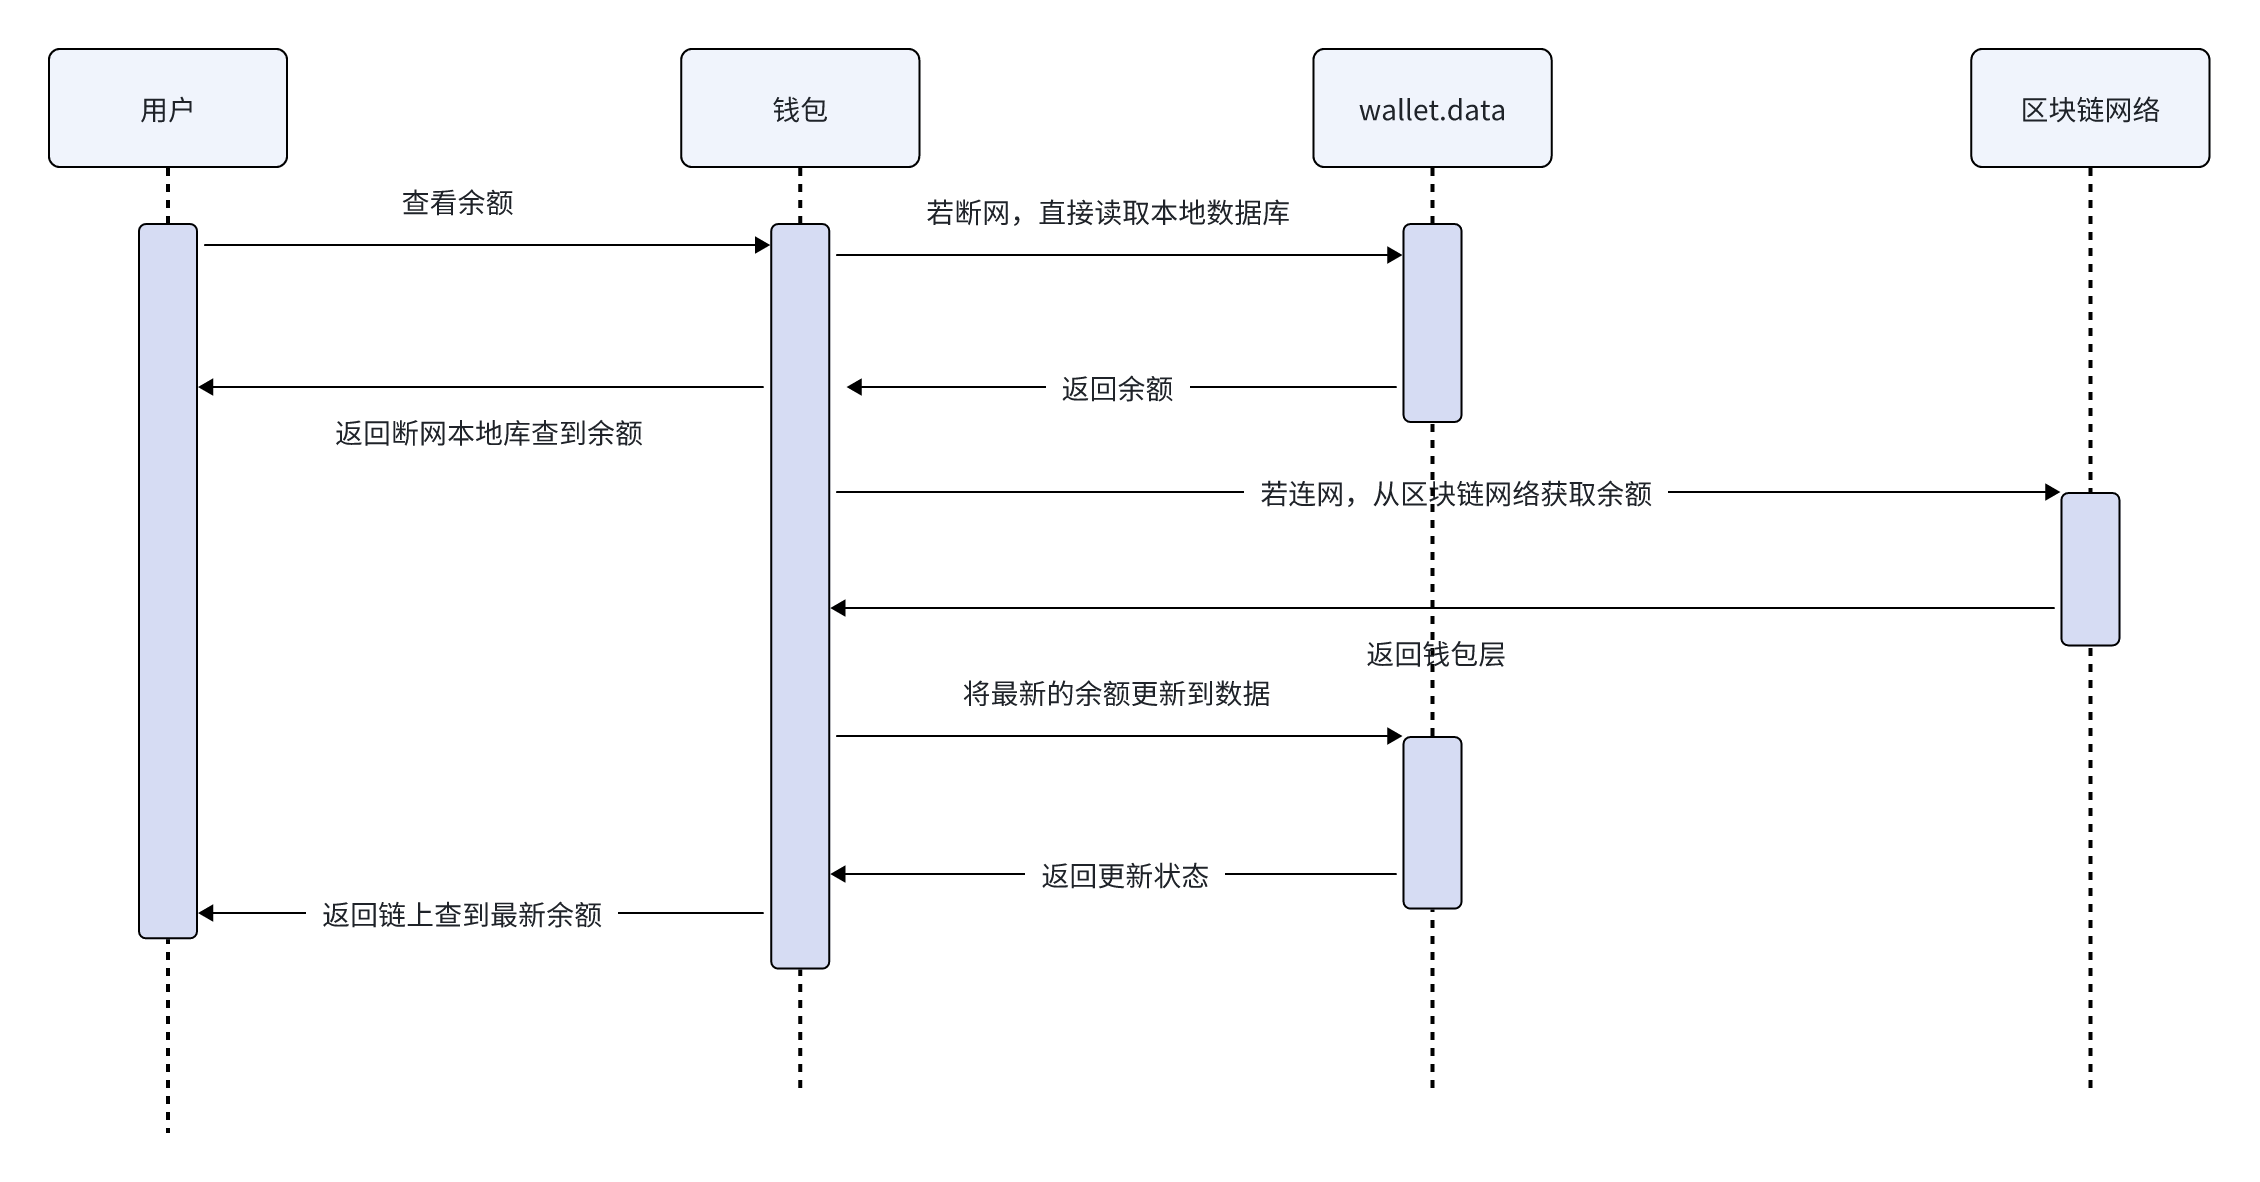 用户
钱包
wallet.data
区块链网络
查看余额
若断网，直接读取本地数据库
返回余额
返回断网本地库查到余额
若连网，从区块链网络获取余额
返回钱包层
将最新的余额更新到数据
返回更新状态
返回链上查到最新余额